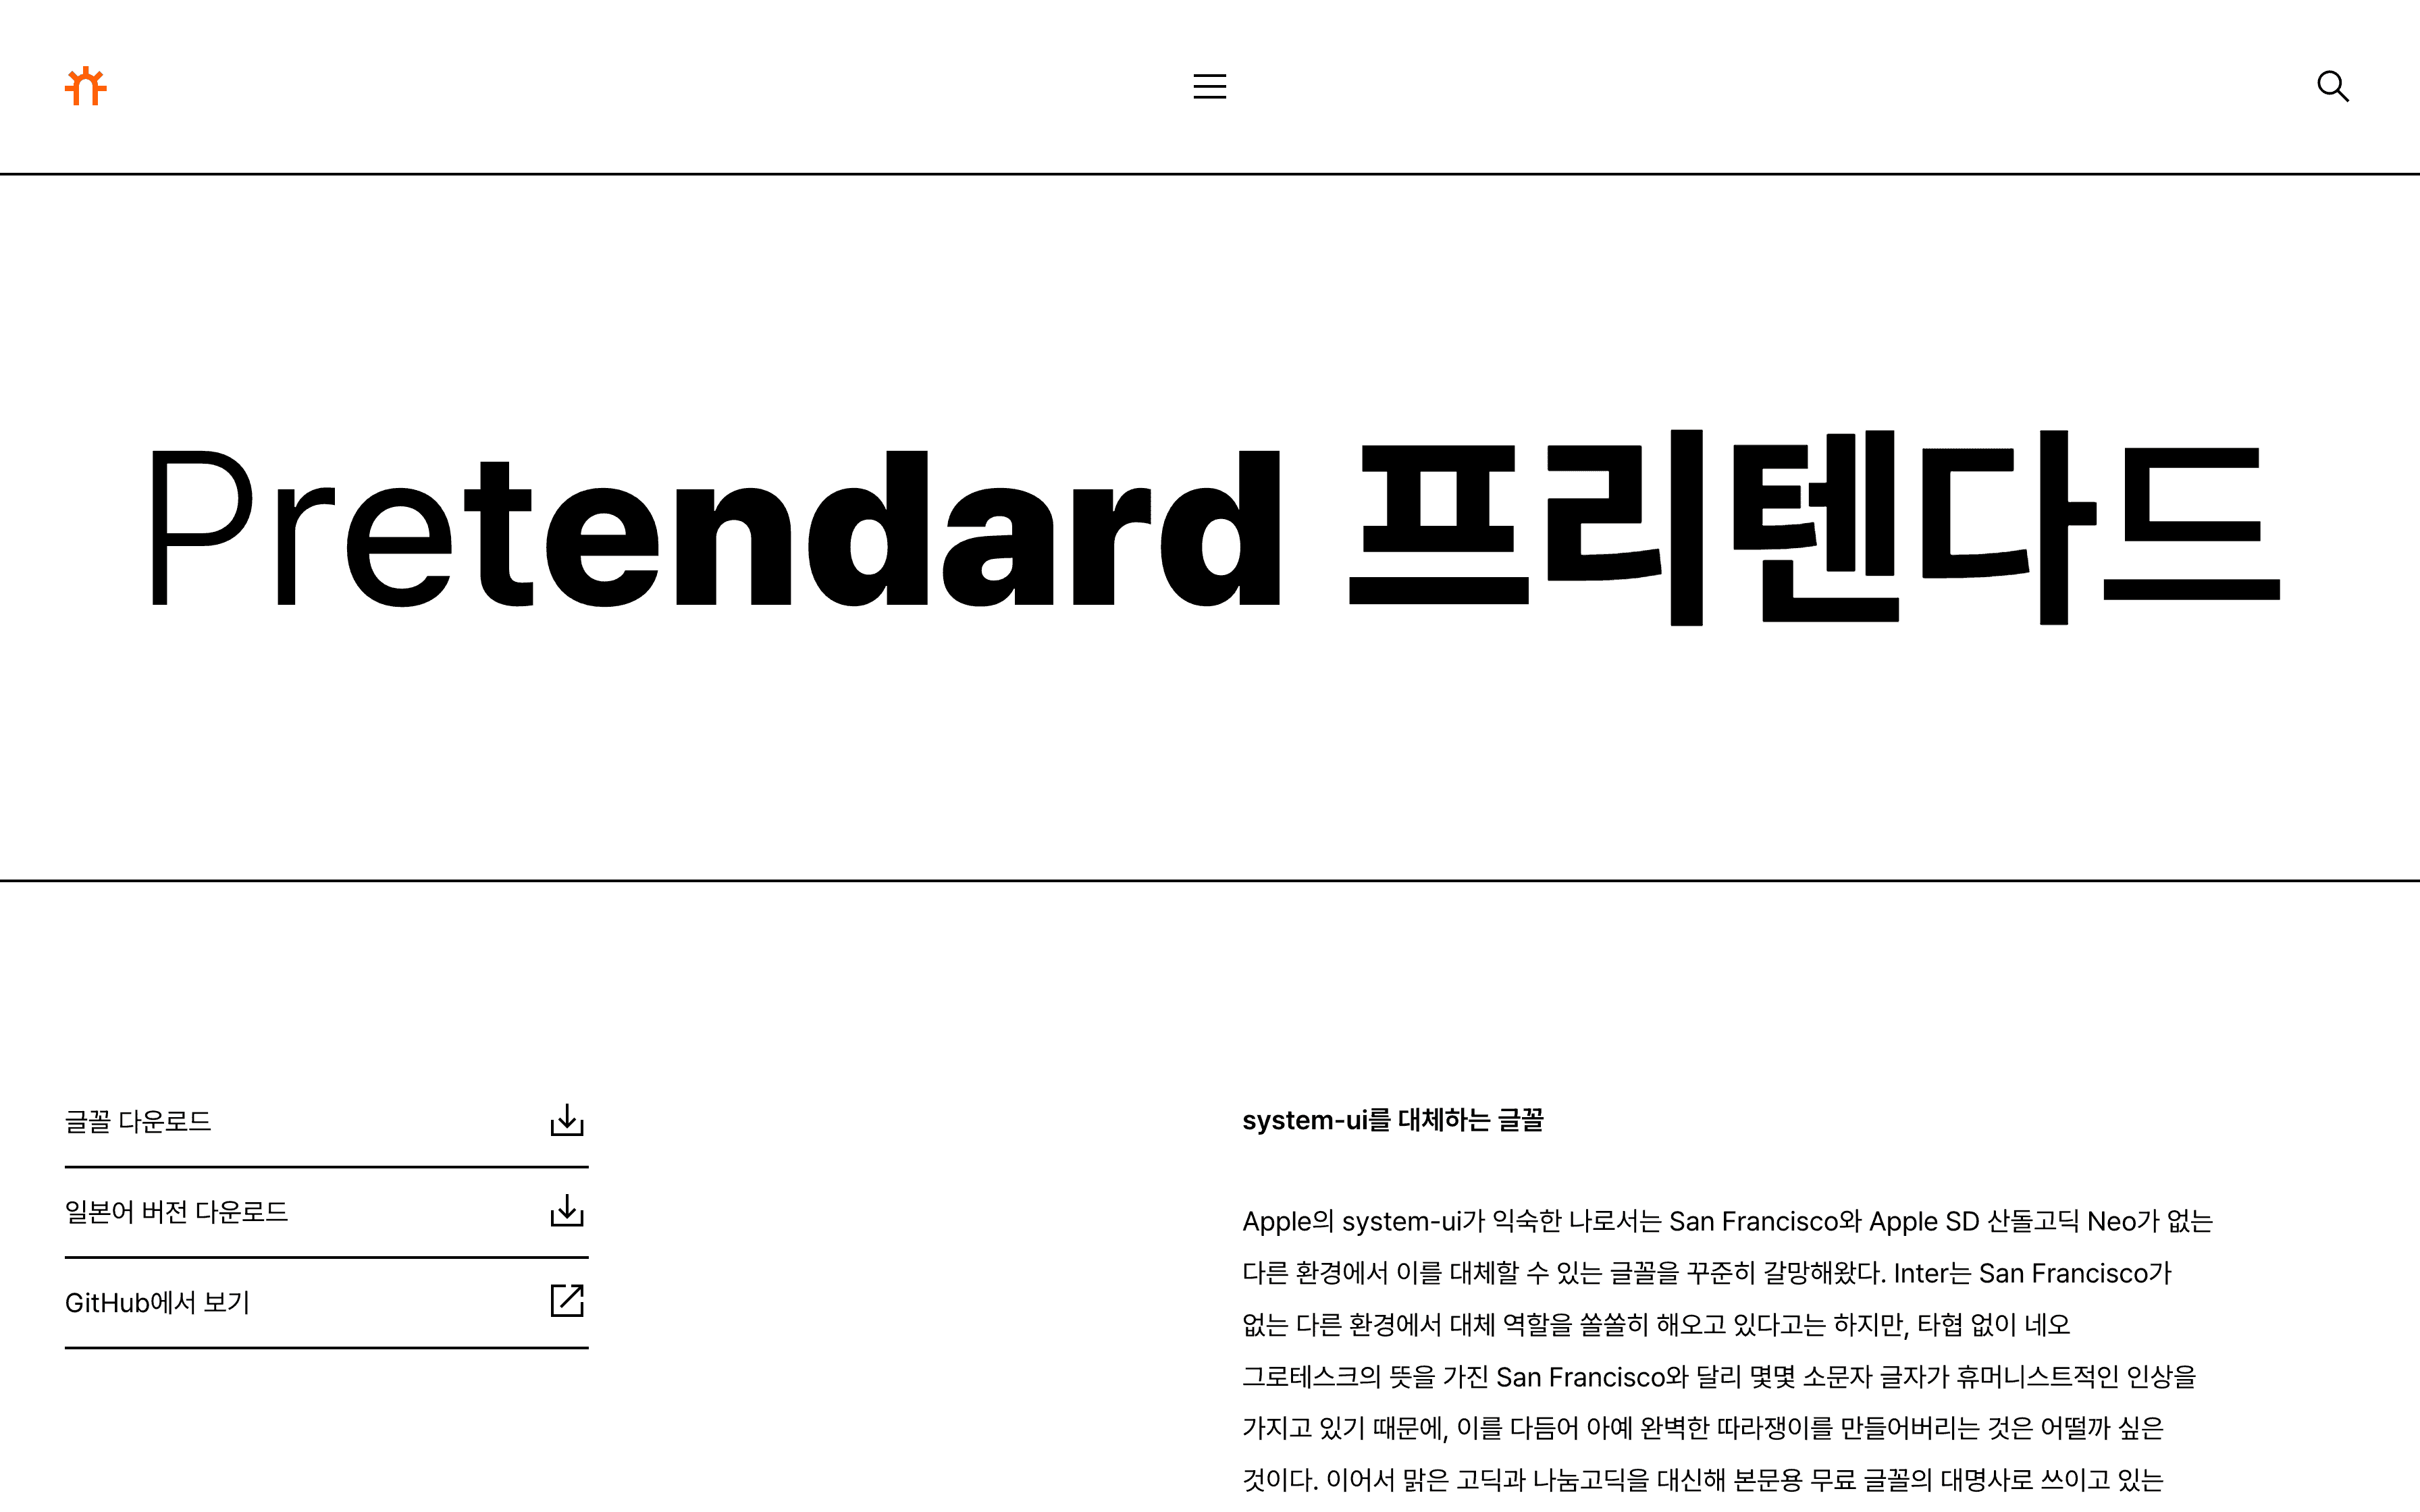 Pretendard 프리텐다드
글꼴 다운로드
일본어 버전 다운로드
GitHub에서 보기
system-ui를 대체하는 글꼴
Apple의 system-ui가 익숙한 나로서는 San Francisco와 Apple SD 산돌고딕 Neo가 없는
다른 환경에서 이를 대체할 수 있는 글꼴을 꾸준히 갈망해왔다. Inter는 San Francisco가
없는 다른 환경에서 대체 역할을 쏠쏠히 해오고 있다고는 하지만, 타협 없이 네오
그로테스크의 뜻을 가진 San Francisco와 달리 몇몇 소문자 글자가 휴머니스트적인 인상을
가지고 있기 때문에, 이를 다듬어 아예 완벽한 따라쟁이를 만들어버리는 것은 어떨까 싶은
것이다. 이어서 맑은 고딕과 나눔고딕을 대신해 본문용 무료 글꼴의 대명사로 쓰이고 있는